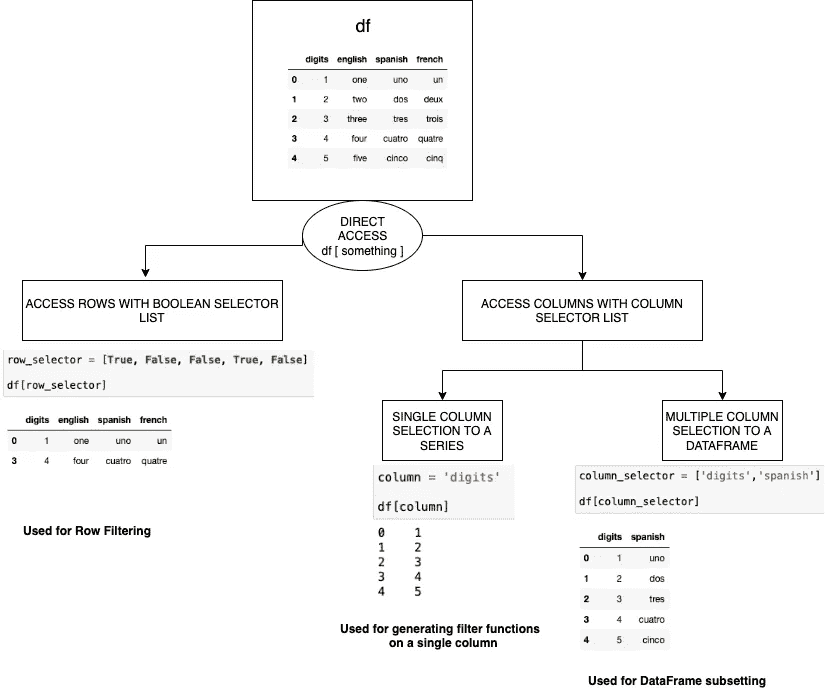 df
digits english spanish french
0 1 one uno un
1 2 two dos deux
2 3 three tres trois
3 4 four cuatro quatre
4 5 five cinco cinq
DIRECT
ACCESS
df [ something ]
ACCESS ROWS WITH BOOLEAN SELECTOR
LIST
row_selector = [True, False, False, True, False]
df[row_selector]
digits english spanish french
0 1 one uno un
3 4 four cuatro quatre
Used for Row Filtering
ACCESS COLUMNS WITH COLUMN
SELECTOR LIST
SINGLE COLUMN
SELECTION TO A
SERIES
column = 'digits'
df[column]
0 1
1 2
2 3
3 4
4 5
Used for generating filter functions
on a single column
MULTIPLE COLUMN
SELECTION TO A
DATAFRAME
column_selector = ['digits','spanish']
df[column_selector]
digits spanish
0 1 uno
1 2 dos
2 3 tres
3 4 cuatro
4 5 cinco
Used for DataFrame subsetting